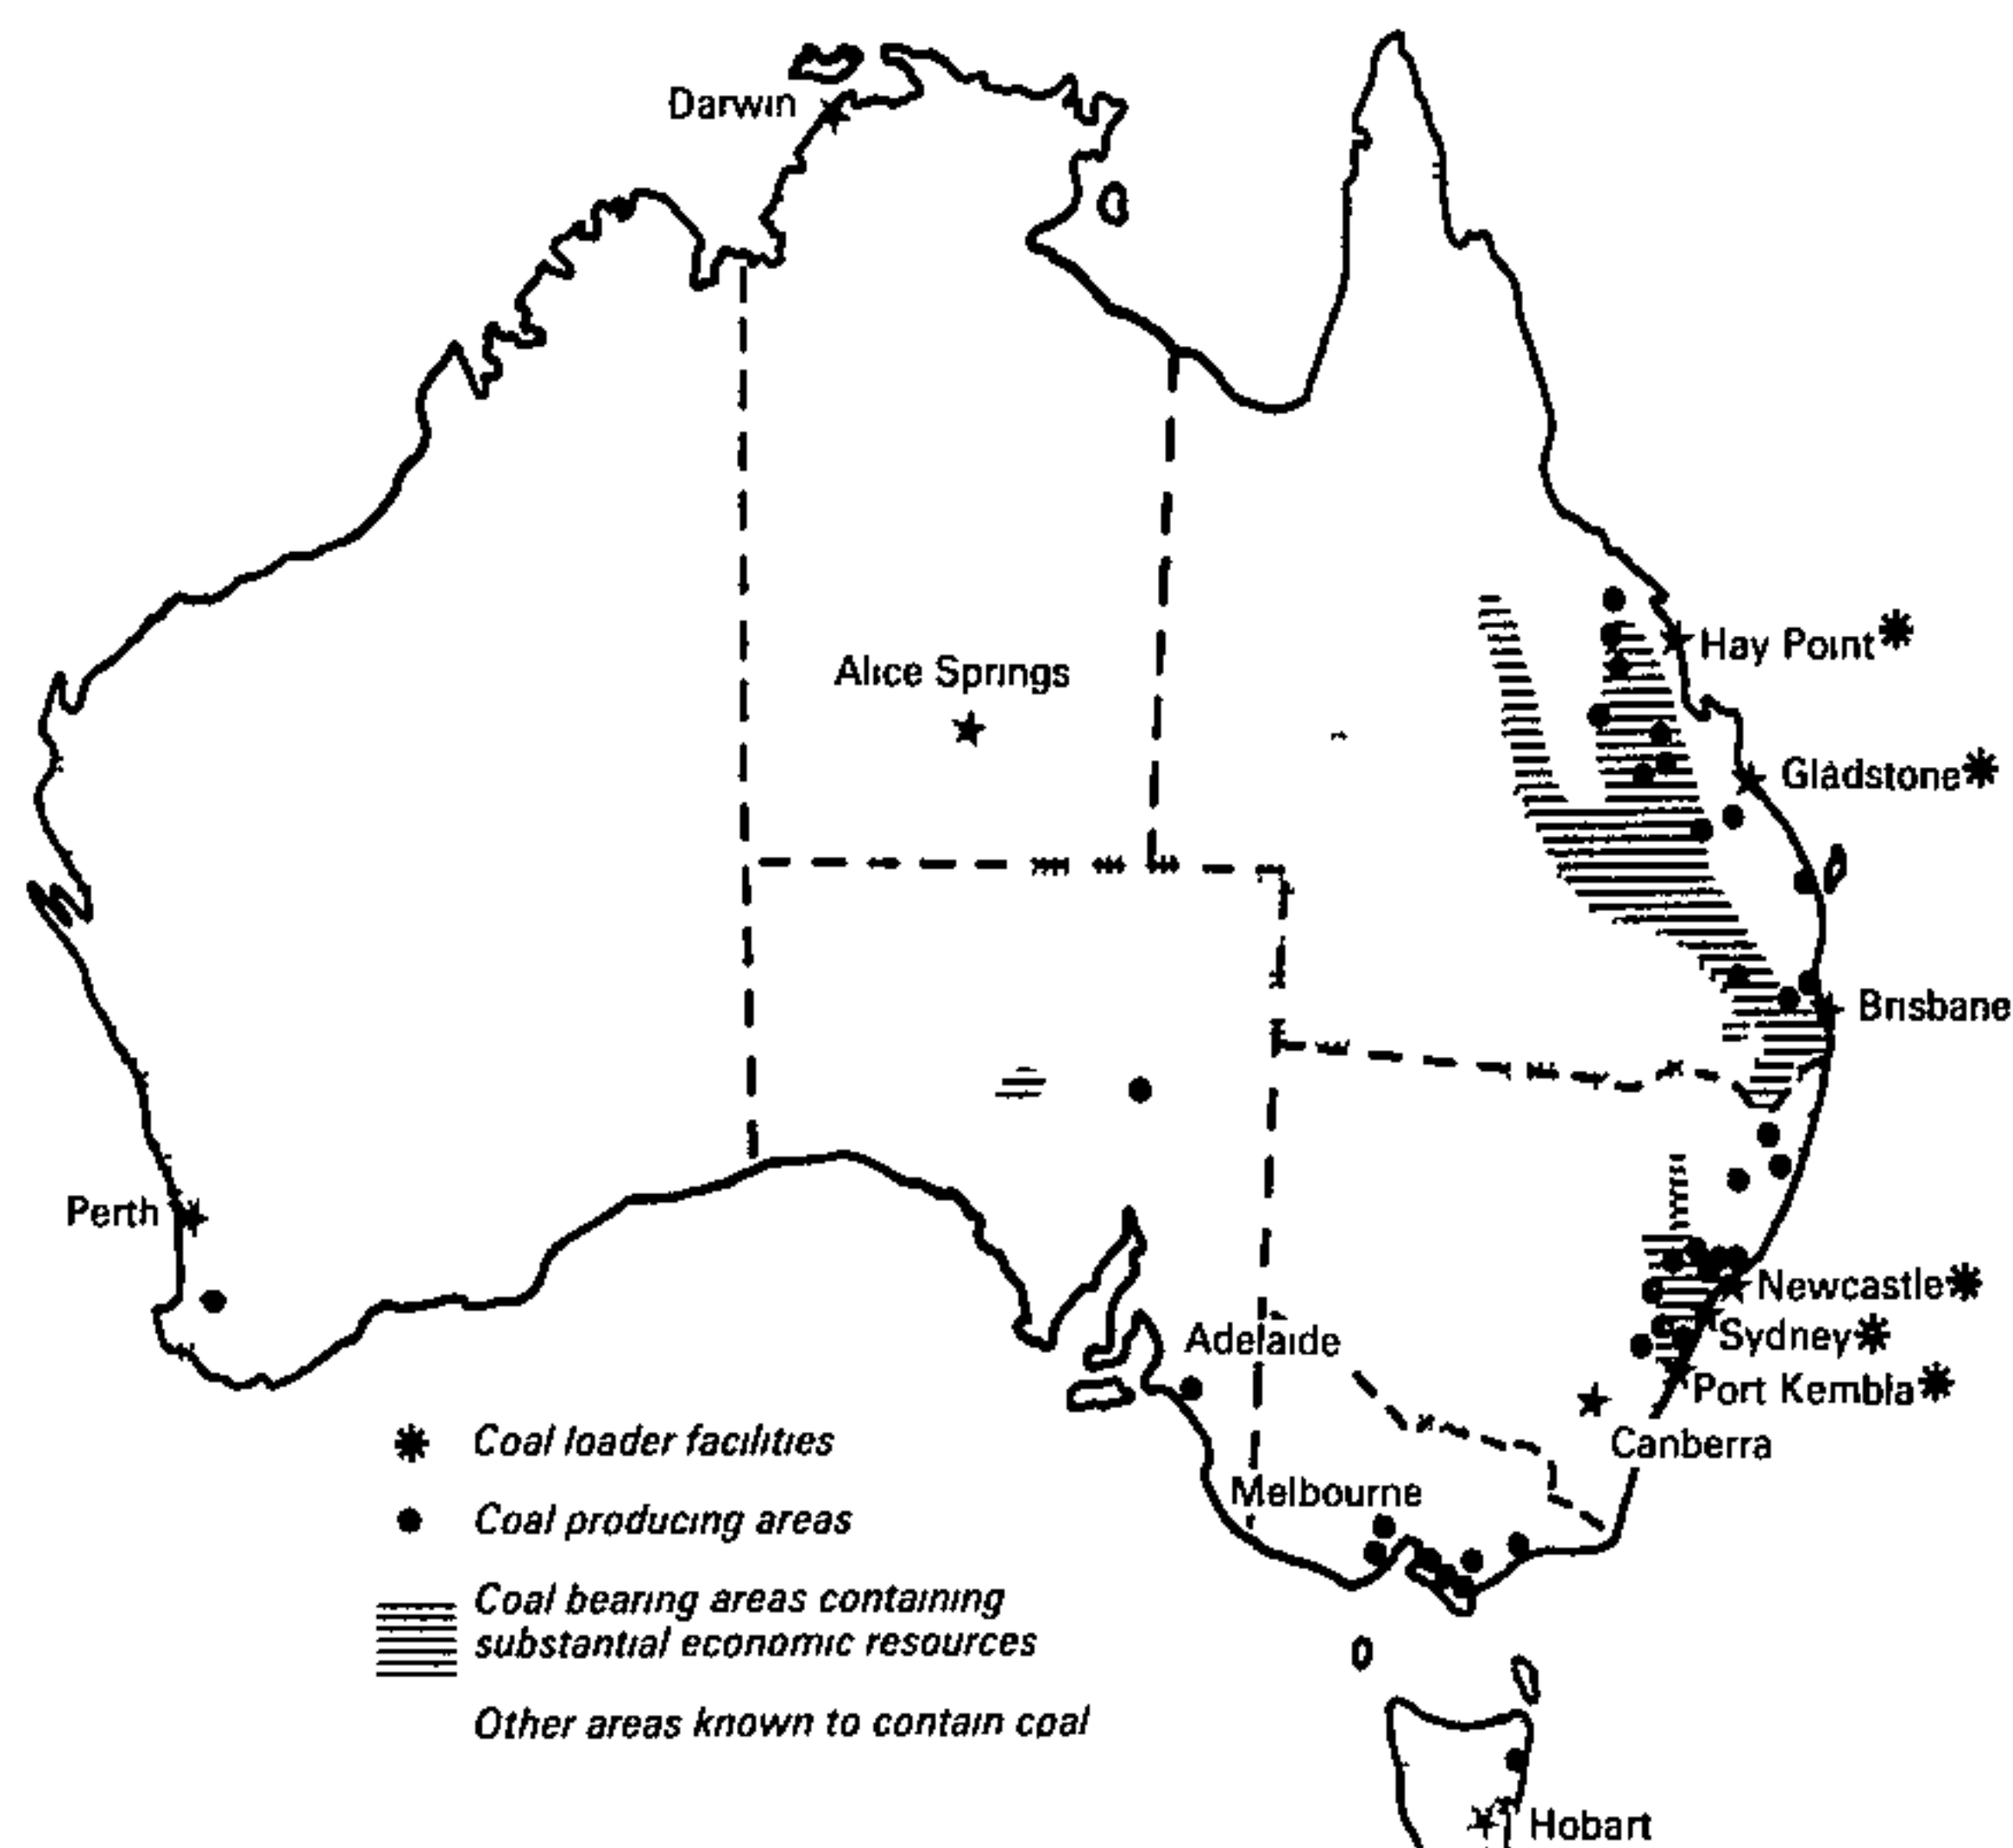 Darwin
Hay Point
Alice Springs
Gladstone
Brisbane
Perth
Newcastle
Adelaide
Sydney
Port Kembla
Canberra
Coal loader facilities
Melbourne
Coal producing areas
Coal bearing areas containing
substantial economic resources
Other areas known to contain coal
Hobart